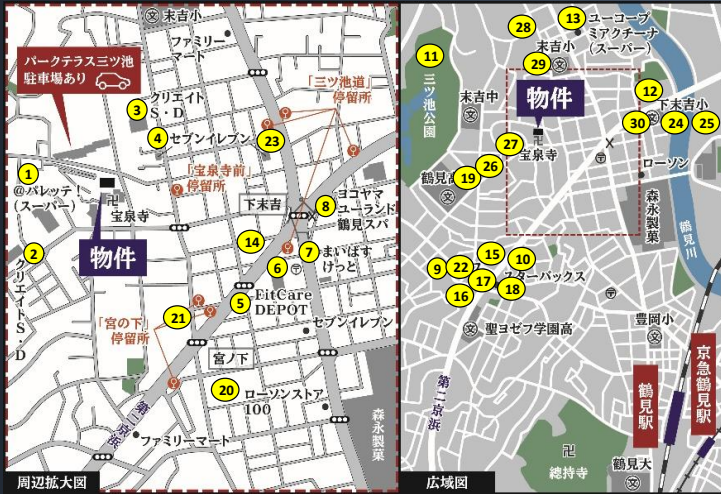 末吉小
ファミリー
マート
パークテラス三ツ池
駐車場あり
「三ツ池道」
停留所
3
クリエイト
S・D
4
セブンイレブン
23
1
@パレッテ!
(スーパー)
「宝泉寺前」
停留所
宝泉寺
物件
下末吉
8
ヨコヤマ
ユーランド
鶴見スパ
14
7
まいばす
けっと
6
2
クリエイトS・D
5
FitCare
DEPOT
21
「宮の下」
停留所
セブンイレブン
宮ノ下
20
ローソンストア
100
第二京浜
ファミリーマート
森永製菓
周辺拡大図
28
13
ユーコープ
ミアクチーナ
(スーパー)
11
三ツ池公園
末吉小
29
末吉中
物件
12
下末吉小
30
24
25
27
宝泉寺
26
鶴見高
19
ローソン
森永製菓
鶴見川
9
22
15
10
スターバックス
17
16
18
聖ヨゼフ学園高
豊岡小
第二京浜
鶴見駅
京急鶴見駅
總持寺
鶴見大
広域図